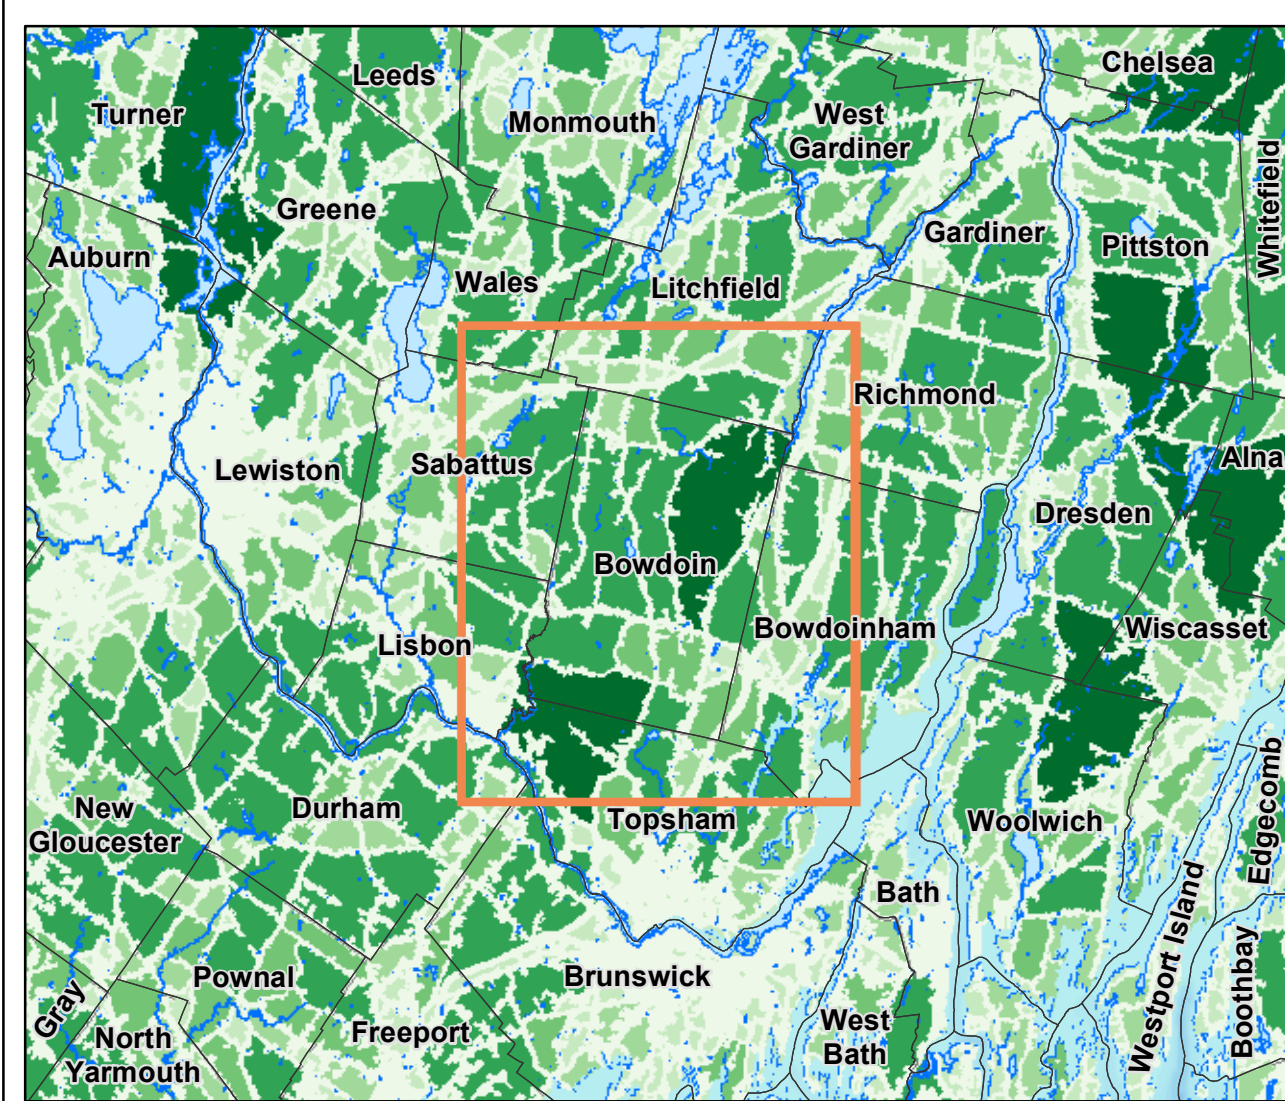 Chelsea
Leeds
Turner
Monmouth
West
Gardiner
Whitefield
Greene
Gardiner
Pittston
Auburn
Wales
Litchfield
Richmond
Sabattus
Lewiston
Alna
Dresden
Bowdoin
Bowdoinham
Wiscasset
Lisbon
New
Gloucester
Durham
Topsham
Woolwich
Edgecomb
Bath
Westport Island
Pownal
Brunswick
Boothbay
Gray
North
Yarmouth
Freeport
West
Bath